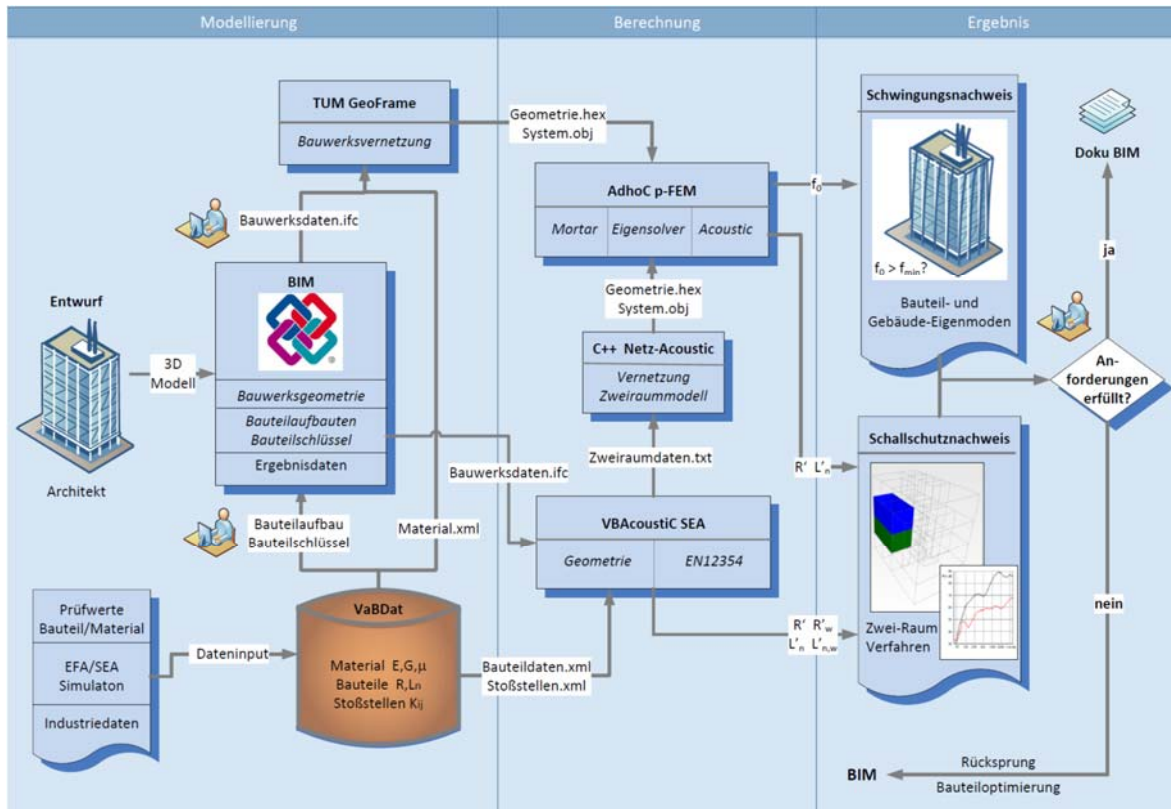 Modellierung
Berechnung
Ergebnis
TUM GeoFrame
Bauwerksvernetzung
Geometrie.hex
System.obj
Bauwerksdaten.ifc
Entwurf
Architekt
3D
Modell
BIM
®
Bauwerksgeometrie
Bauteilaufbauten
Bauteilschlüssel
Ergebnisdaten
Bauteilaufbau
Bauteilschlüssel
Material.xml
Prüfwerte
Bauteil/Material
EFA/SEA
Simulaton
Industriedaten
Dateninput
VaBDat
Material E,G,µ
Bauteile R,Ln
Stoßstellen Kij
Bauteildaten.xml
Stoßstellen.xml
Bauwerksdaten.ifc
AdhoC p-FEM
Mortar
Eigensolver
Acoustic
Geometrie.hex
System.obj
C++ Netz-Acoustic
Vernetzung
Zweiraummodell
Zweiraumdaten.txt
VBAcoustiC SEA
Geometrie
EN12354
f0
R' L'n
R' R'w
L'n L'n,w
Schwingungsnachweis
f0 > fmin?
Bauteil- und
Gebäude-Eigenmoden
Schallschutznachweis
Zwei-Raum
Verfahren
Doku BIM
ja
An-
forderungen
erfüllt?
nein
BIM
Rücksprung
Bauteiloptimierung